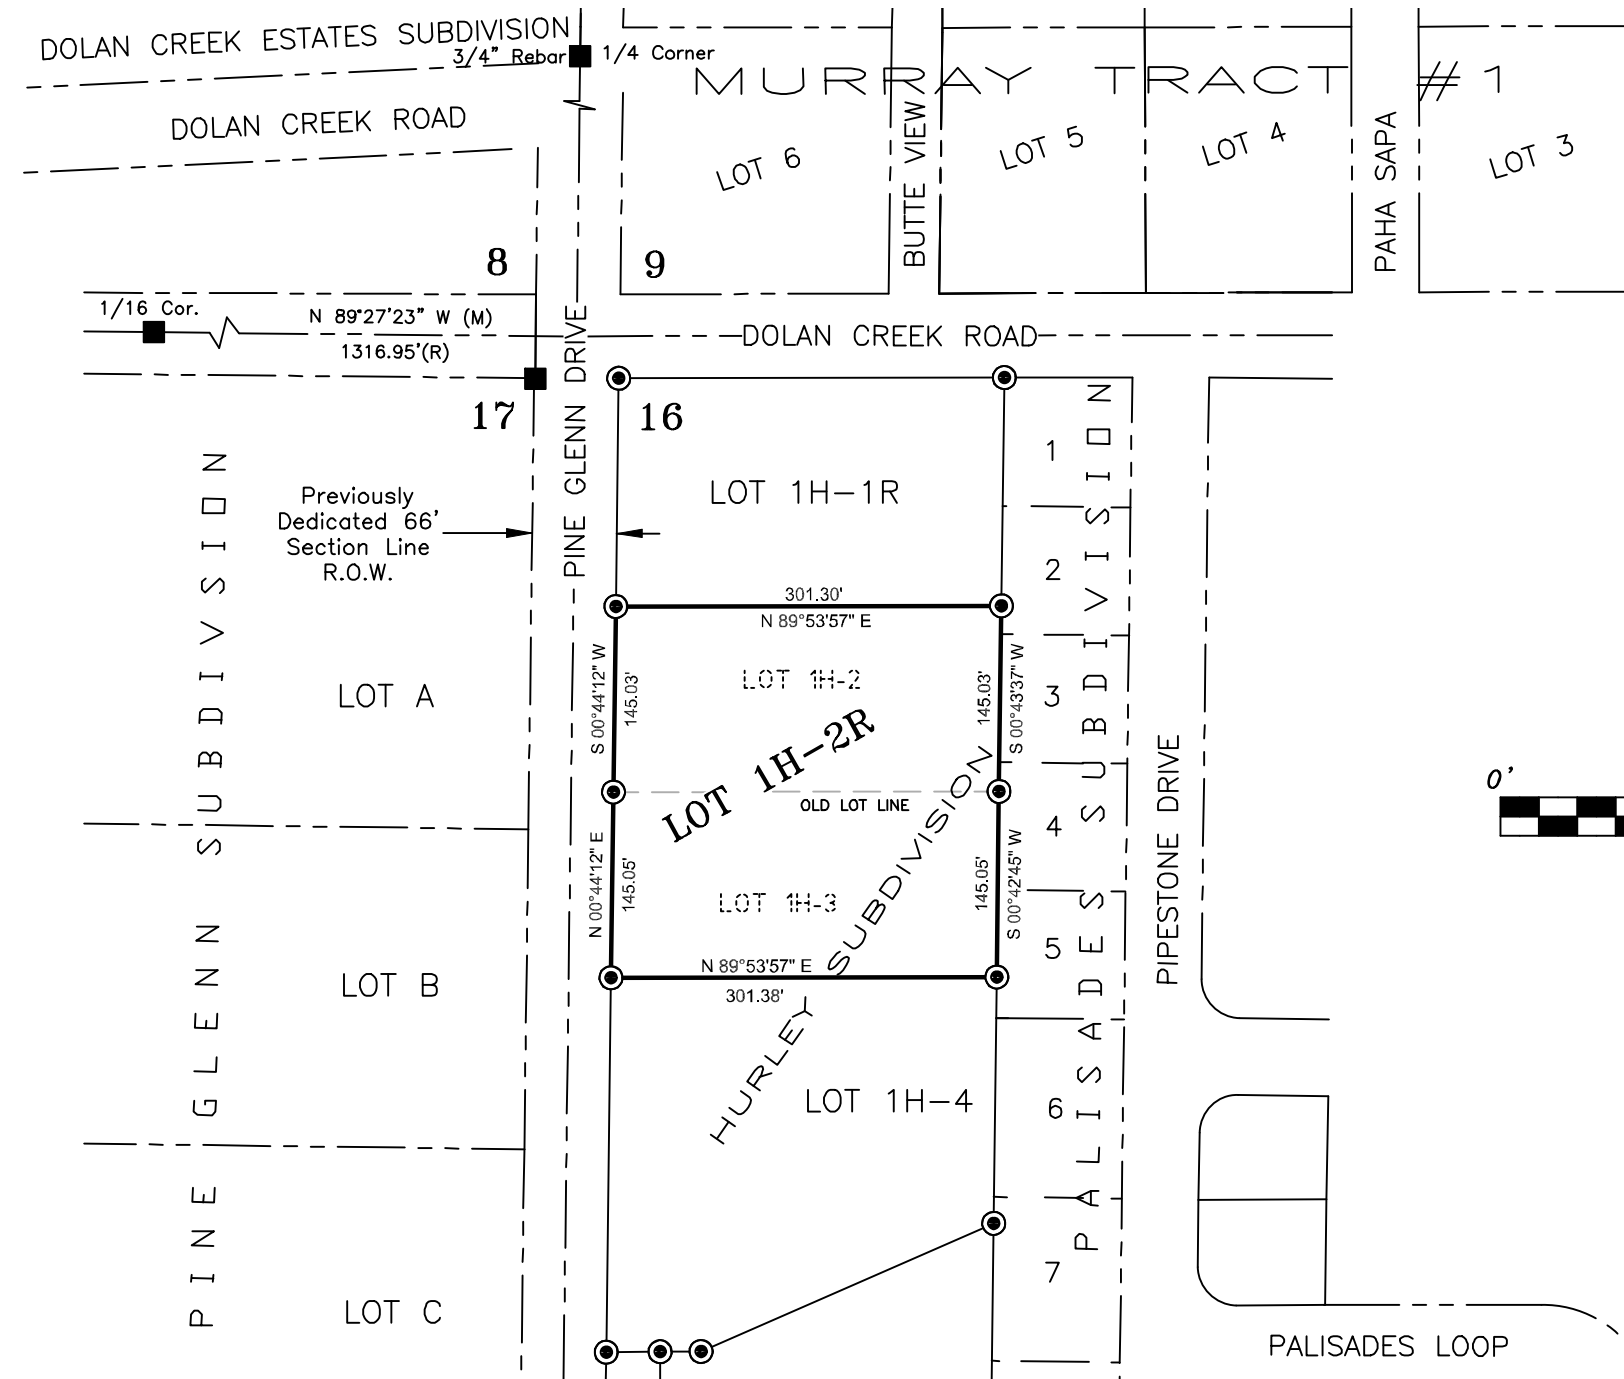 DOLAN CREEK ESTATES SUBDIVISION
3/4" Rebar
1/4 Corner
MURRAY TRACT #1
DOLAN CREEK ROAD
LOT 6
BUTTE VIEW
LOT 5
LOT 4
PAHA SAPA
LOT 3
8
9
1/16 Cor.
N 89°27'23" W (M)
1316.95'(R)
DOLAN CREEK ROAD
PINE GLENN DRIVE
17
16
LOT 1H-1R
Previously
Dedicated 66'
Section Line
R.O.W.
301.30'
N 89°53'57" E
S 00°44'12" W
145.03'
LOT 1H-2
145.03'
S 00°43'37" W
LOT 1H-2R
OLD LOT LINE
N 00°44'12" E
145.05'
LOT 1H-3
145.05'
S 00°42'45" W
N 89°53'57" E
301.38'
HURLEY SUBDIVISION
LOT 1H-4
LOT A
LOT B
LOT C
PINE GLENN SUBDIVISION
1
2
3
4
5
6
7
PALISADES SUBDIVISION
PIPESTONE DRIVE
0'
PALISADES LOOP